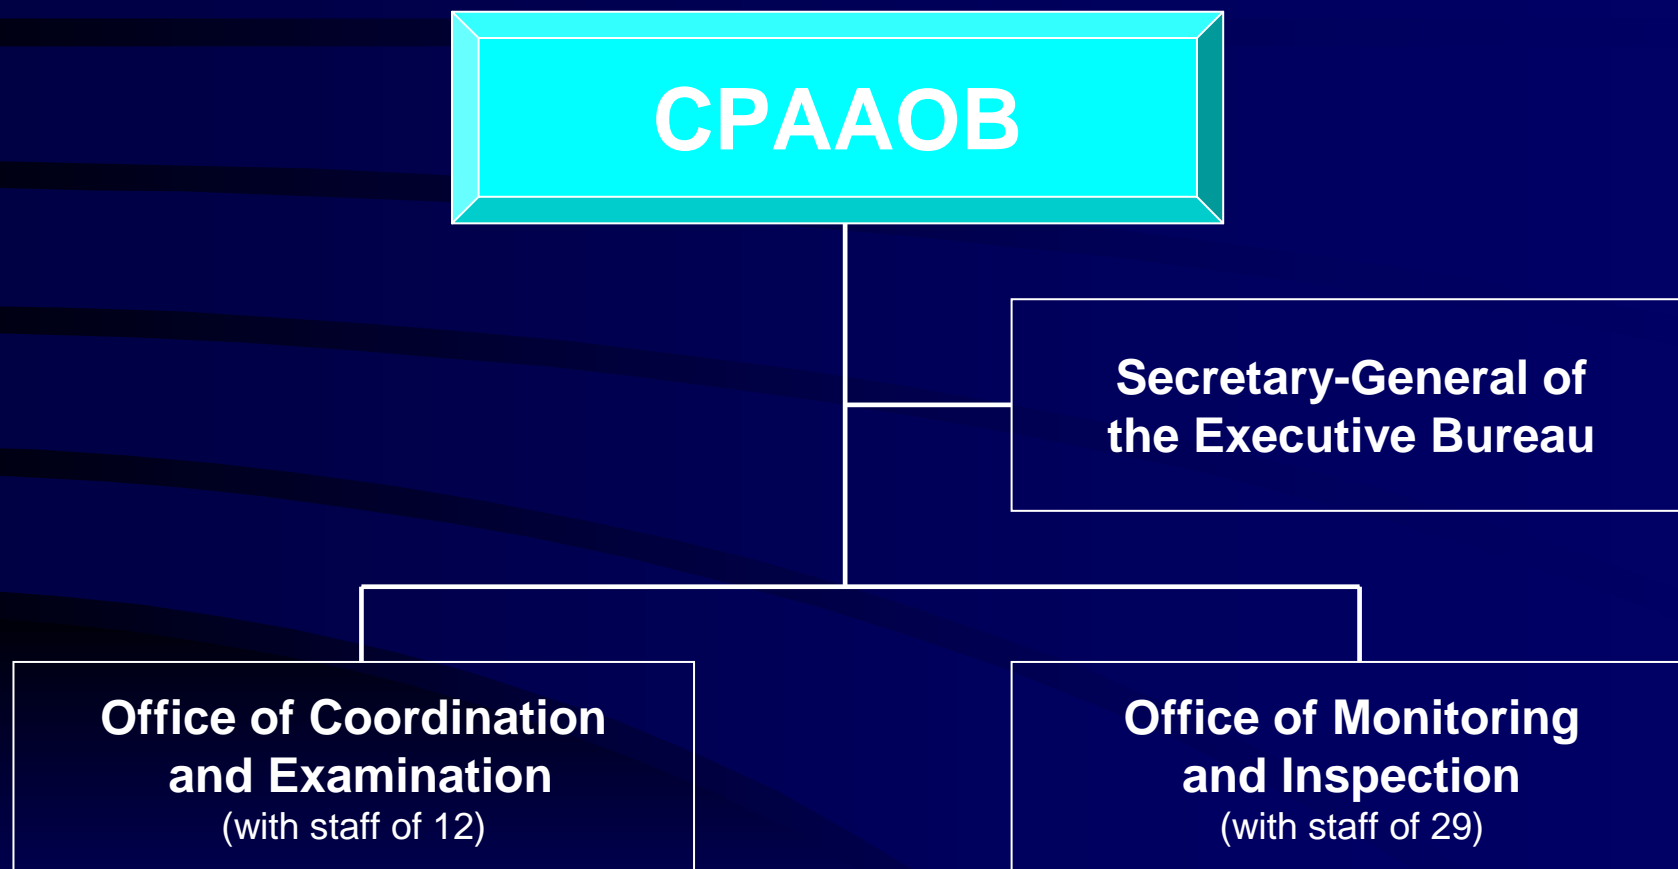 CPAAOB
Secretary-General of
the Executive Bureau
Office of Coordination
and Examination
(with staff of 12)
Office of Monitoring
and Inspection
(with staff of 29)